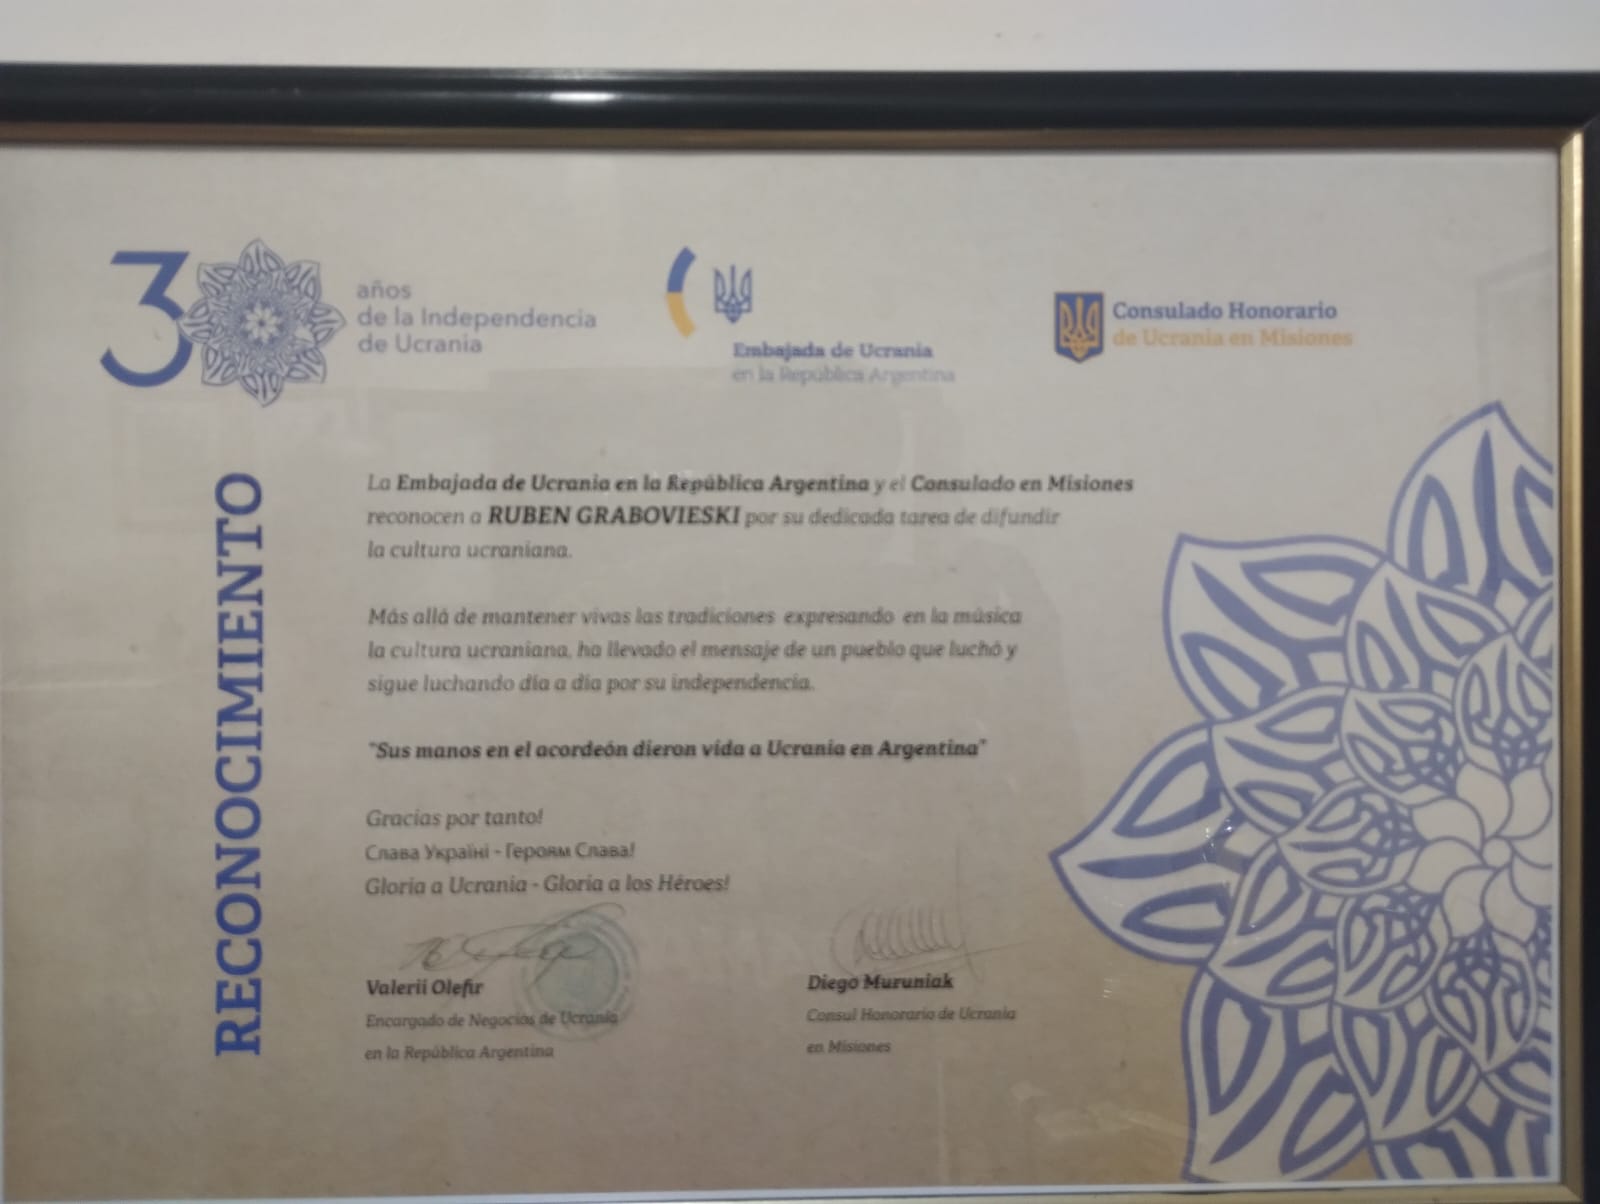 30
años
de la Independencia
de Ucrania
Embajada de Ucrania
en la República Argentina
Consulado Honorario
de Ucrania en Misiones
RECONOCIMIENTO
La Embajada de Ucrania en la República Argentina y el Consulado en Misiones
reconocen a RUBEN GRABOVIESKI por su dedicada tarea de difundir
la cultura ucraniana.
Más allá de mantener vivas las tradiciones expresando en la música
la cultura ucraniana, ha llevado el mensaje de un pueblo que luchó y
sigue luchando día a día por su independencia.
"Sus manos en el acordeón dieron vida a Ucrania en Argentina"
Gracias por tanto!
Слава Україні - Героям Слава!
Gloria a Ucrania - Gloria a los Héroes!
Valerii Olefir
Encargado de Negocios de Ucrania
en la República Argentina
Diego Muruniak
Consul Honorario de Ucrania
en Misiones